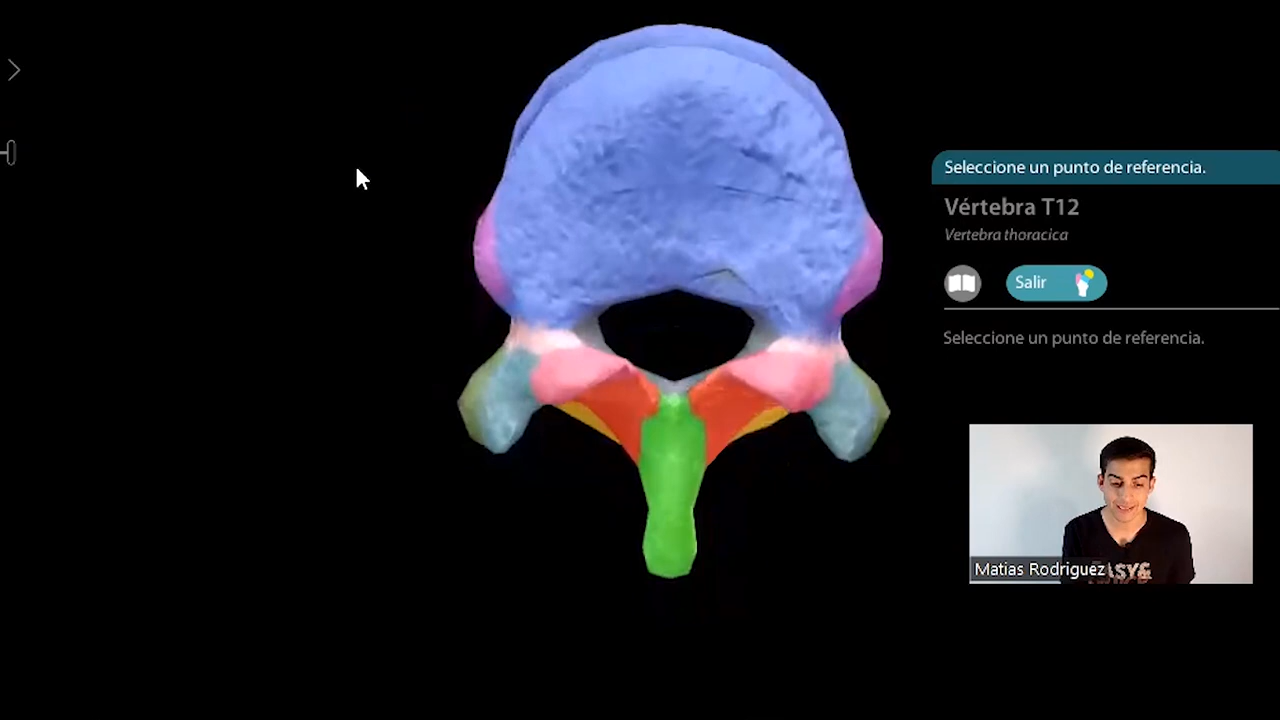 Seleccione un punto de referencia.
Vértebra T12
Vertebra thoracica
Salir
Seleccione un punto de referencia.
Matias Rodriguez